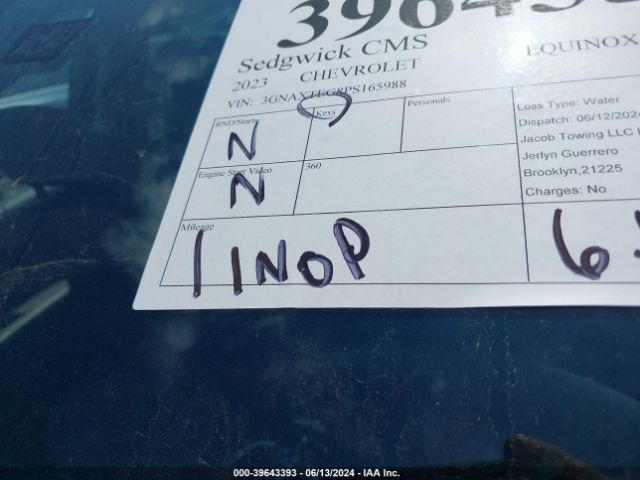 Sedgwick CMS
2023 CHEVROLET EQUINOX
VIN: 3GNAXTEG8PS165988
RND/Starts Keys Personals
N
Engine Start Video 360
N
Mileage
1 INOP
Loss Type: Water
Dispatch: 06/12/2024
Jacob Towing LLC
Jerlyn Guerrero
Brooklyn,21225
Charges: No
6
000-39643393 - 06/13/2024 - IAA Inc.